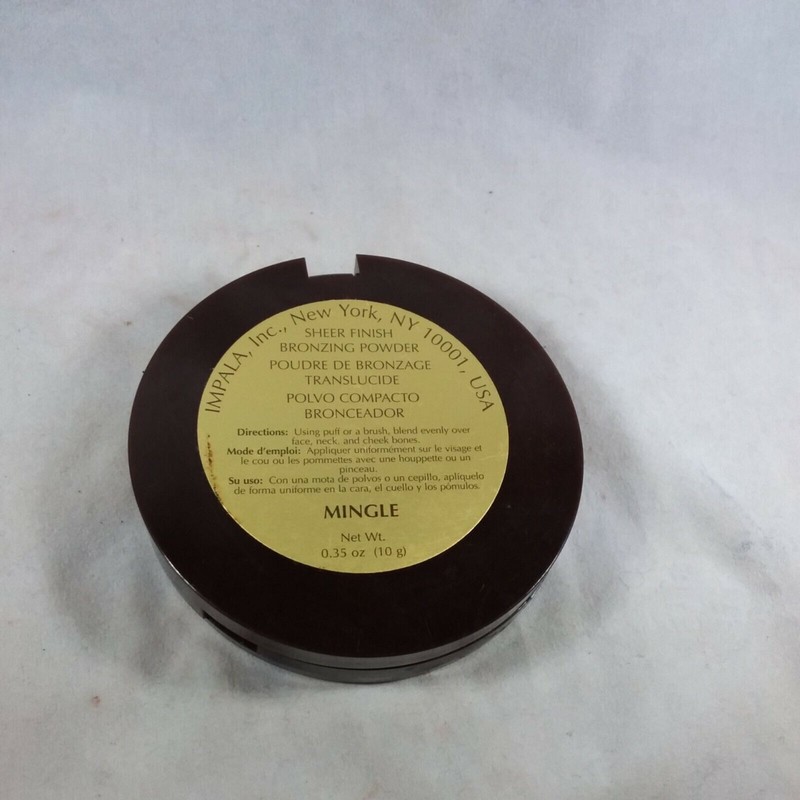 IMPALA, Inc., New York, NY 10001, USA
SHEER FINISH
BRONZING POWDER
POUDRE DE BRONZAGE
TRANSLUCIDE
POLVO COMPACTO
BRONCEADOR
Directions: Using puff or a brush, blend evenly over
face, neck, and cheek bones.
Mode d'emploi: Appliquer uniformément sur le visage et
le cou ou les pommettes avec une houppette ou un
pinceau.
Su uso: Con una mota de polvos o un cepillo, aplíquelo
de forma uniforme en la cara, el cuello y los pómulos.
MINGLE
Net Wt.
0.35 oz (10 g)